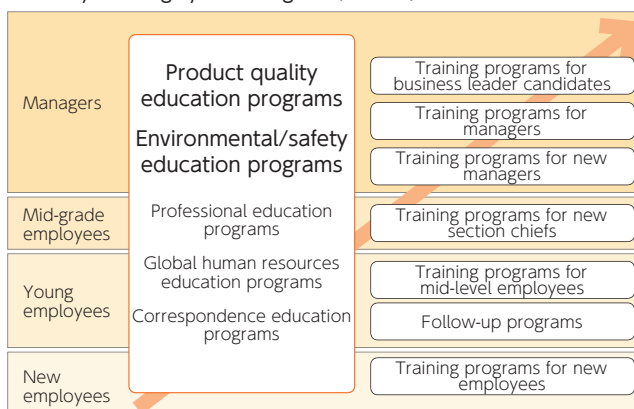 Managers
Mid-grade
employees
Young
employees
New
employees
Product quality
education programs
Environmental/safety
education programs
Professional education
programs
Global human resources
education programs
Correspondence education
programs
Training programs for
business leader candidates
Training programs for
managers
Training programs for new
managers
Training programs for new
section chiefs
Training programs for
mid-level employees
Follow-up programs
Training programs for new
employees